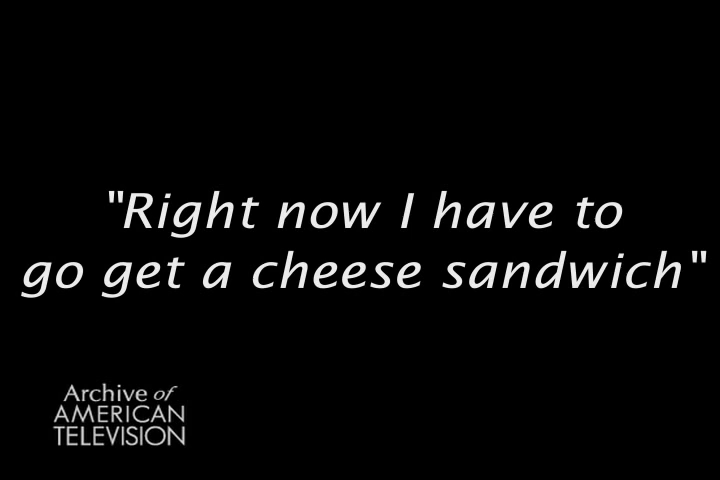 "Right now I have to
go get a cheese sandwich"
Archive of
AMERICAN
TELEVISION